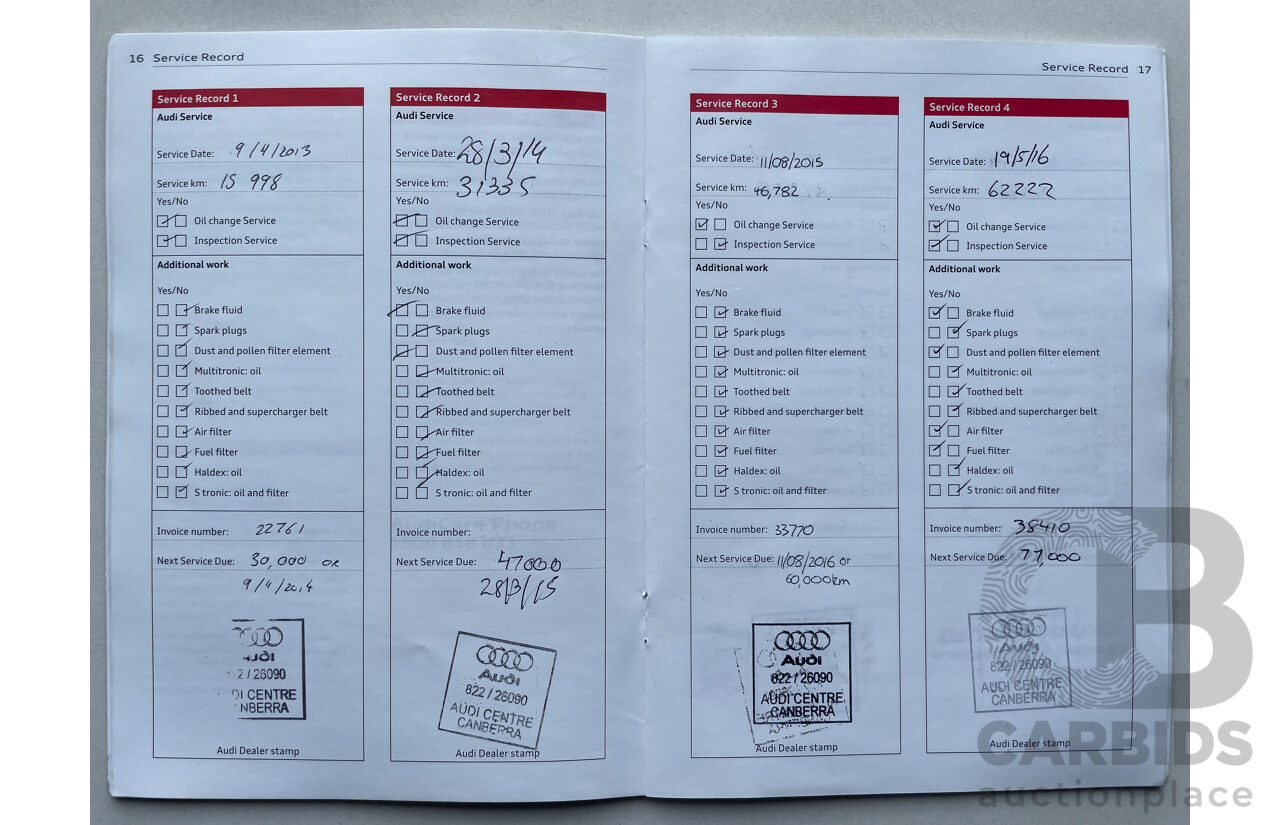 16 Service Record
Service Record 1
Audi Service
Service Date: 9/4/2013
Service km: 15 998
Yes/No
Oil change Service
Inspection Service
Additional work
Yes/No
Brake fluid
Spark plugs
Dust and pollen filter element
Multitronic: oil
Toothed belt
Ribbed and supercharger belt
Air filter
Fuel filter
Haldex: oil
S tronic: oil and filter
Invoice number: 22761
Next Service Due: 30,000 OR
9/4/2014
UDI
2/26090
DI CENTRE
NBERRA
Audi Dealer stamp
Service Record 2
Audi Service
Service Date: 28/3/14
Service km: 31335
Yes/No
Oil change Service
Inspection Service
Additional work
Yes/No
Brake fluid
Spark plugs
Dust and pollen filter element
Multitronic: oil
Toothed belt
Ribbed and supercharger belt
Air filter
Fuel filter
Haldex: oil
S tronic: oil and filter
Invoice number:
Next Service Due: 47000
28/3/15
Audi
822/26090
AUDI CENTRE
CANBERRA
Audi Dealer stamp
Service Record 17
Service Record 3
Audi Service
Service Date: 11/08/2015
Service km: 46,782
Yes/No
Oil change Service
Inspection Service
Additional work
Yes/No
Brake fluid
Spark plugs
Dust and pollen filter element
Multitronic: oil
Toothed belt
Ribbed and supercharger belt
Air filter
Fuel filter
Haldex: oil
S tronic: oil and filter
Invoice number: 33770
Next Service Due: 11/08/2016 or
60,000km
Audi
822/26090
AUDI CENTRE
CANBERRA
Audi Dealer stamp
Service Record 4
Audi Service
Service Date: 19/5/16
Service km: 62222
Yes/No
Oil change Service
Inspection Service
Additional work
Yes/No
Brake fluid
Spark plugs
Dust and pollen filter element
Multitronic: oil
Toothed belt
Ribbed and supercharger belt
Air filter
Fuel filter
Haldex: oil
S tronic: oil and filter
Invoice number: 38410
Next Service Due: 77,000
Audi
822/26090
AUDI CENTRE
CANBERRA
Audi Dealer stamp
CARBIDS
auctionplace